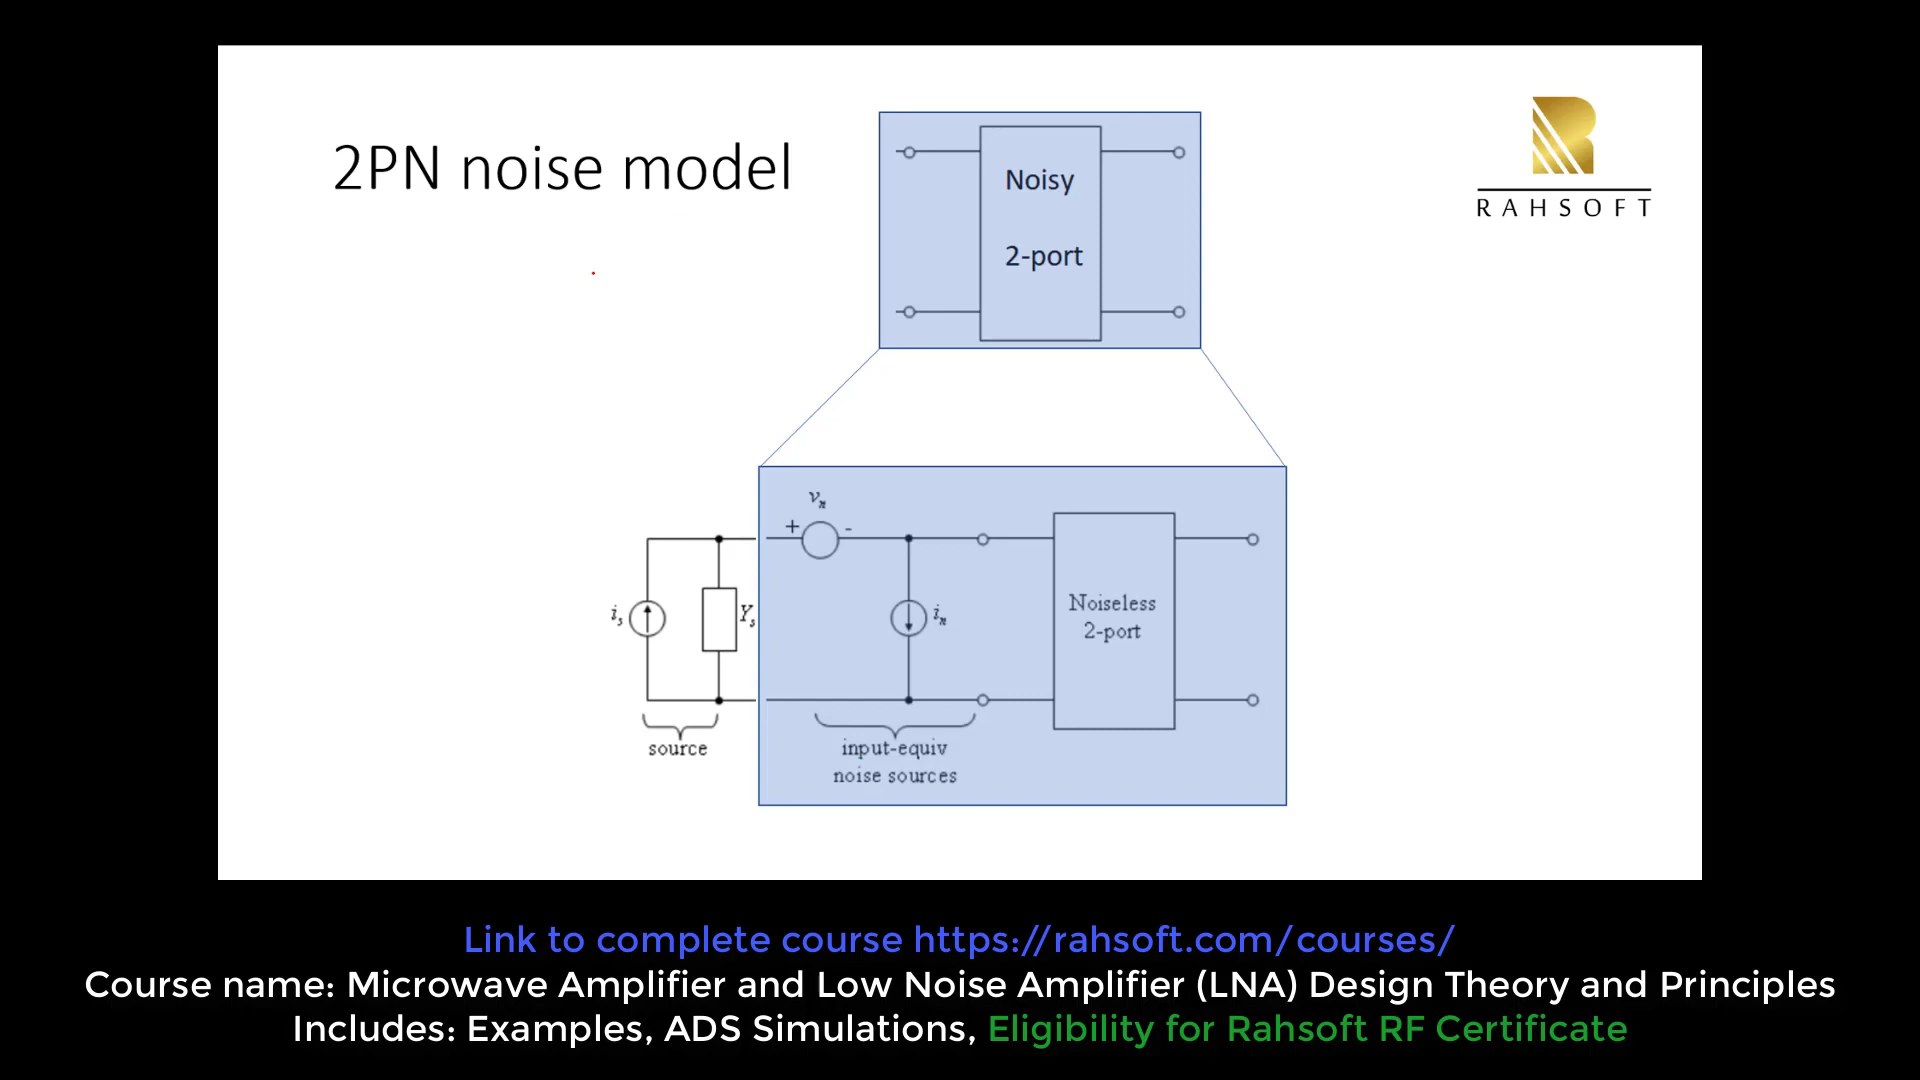 2PN noise model
Noisy
2-port
RAHSOFT
vn
+ -
is
Ys
in
Noiseless
2-port
source
input-equiv
noise sources
Link to complete course https://rahsoft.com/courses/
Course name: Microwave Amplifier and Low Noise Amplifier (LNA) Design Theory and Principles
Includes: Examples, ADS Simulations, Eligibility for Rahsoft RF Certificate